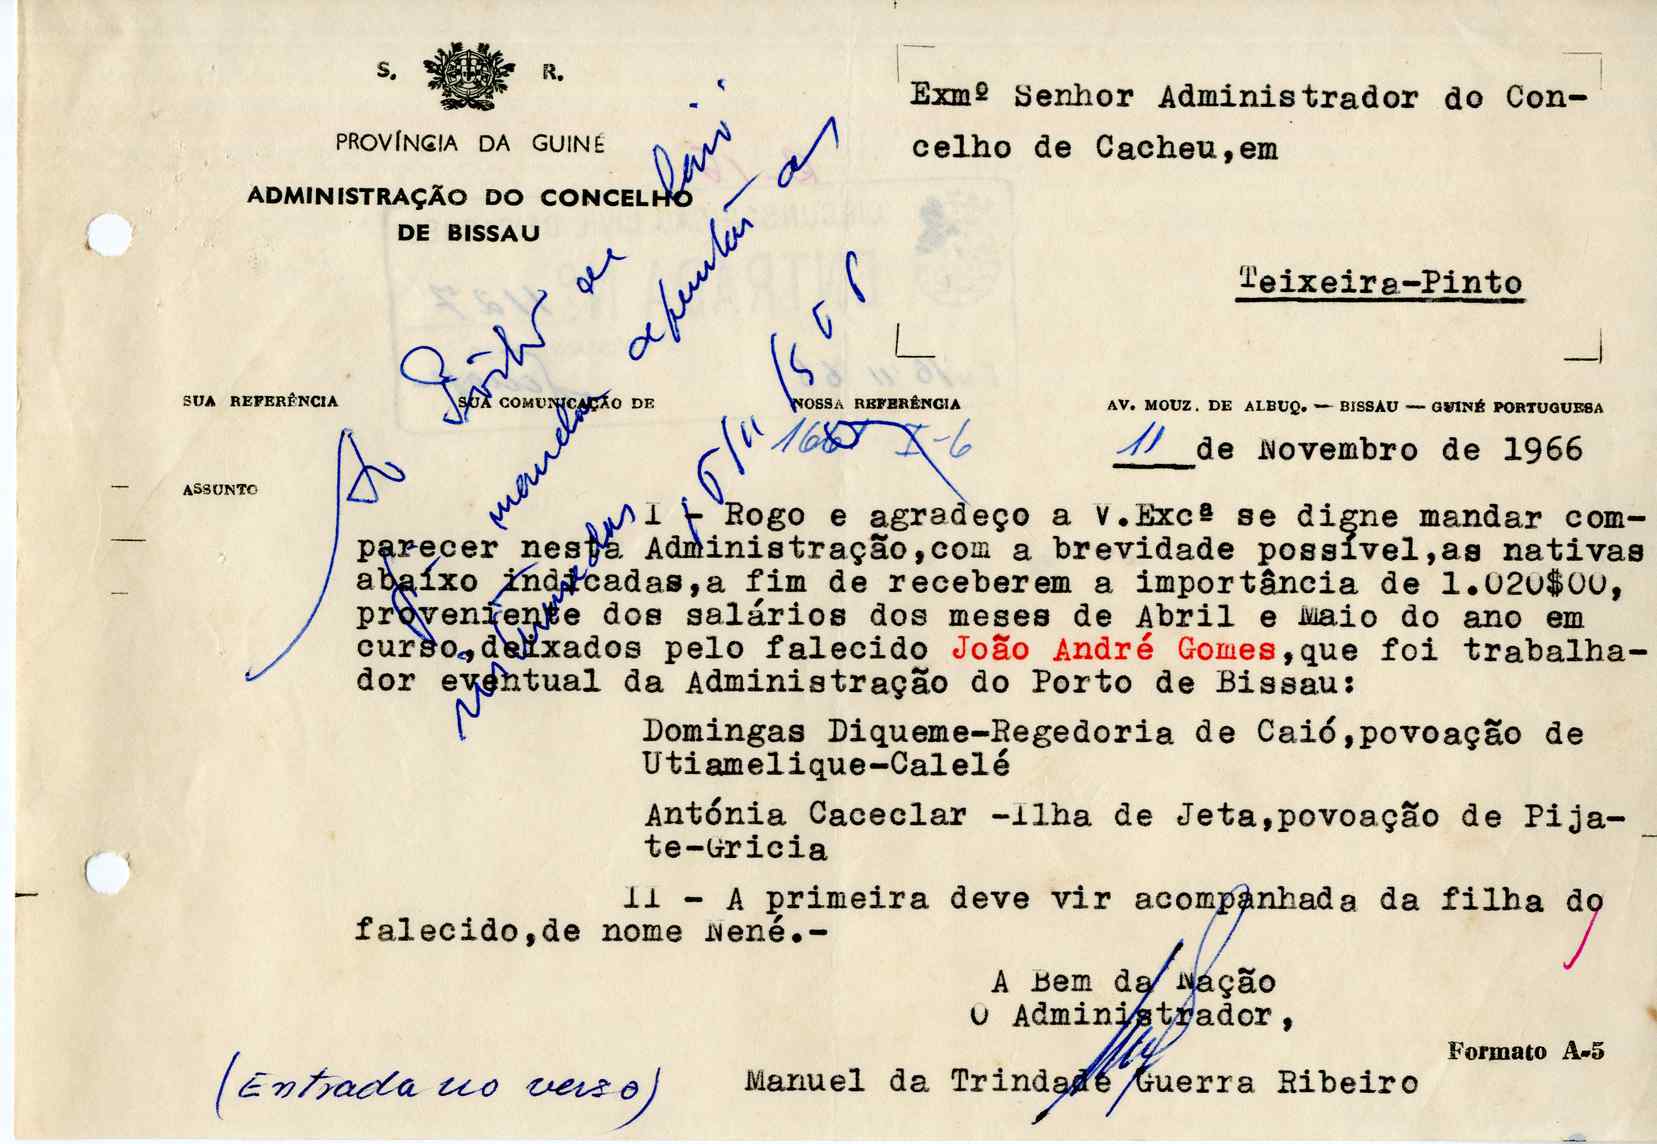 S. R.
PROVÍNCIA DA GUINÉ
ADMINISTRAÇÃO DO CONCELHO
DE BISSAU
Exmº Senhor Administrador do Con-
celho de Cacheu,em
Teixeira-Pinto
SUA REFERÊNCIA SUA COMUNICAÇÃO DE NOSSA REFERÊNCIA AV. MOUZ. DE ALBUQ. — BISSAU — GUINÉ PORTUGUESA
11 de Novembro de 1966
ASSUNTO
Ao Posto de Caió
mandar
I - Rogo e agradeço a V.Excª se digne mandar com-
parecer nesta Administração,com a brevidade possível,as nativas
abaíxo indicadas,a fim de receberem a importância de 1.020$00,
proveniente dos salários dos meses de Abril e Maio do ano em
curso,deixados pelo falecido João André Gomes,que foi trabalha-
dor eventual da Administração do Porto de Bissau:
Domingas Diqueme-Regedoria de Caió,povoação de
Utiamelique-Calelé
Antónia Caceclar -Ilha de Jeta,povoação de Pija-
te-Gricia
II - A primeira deve vir acompanhada da filha do
falecido,de nome Nené.-
A Bem da Nação
O Administrador,
Formato A-5
Manuel da Trindade Guerra Ribeiro
(Entrada no verso)